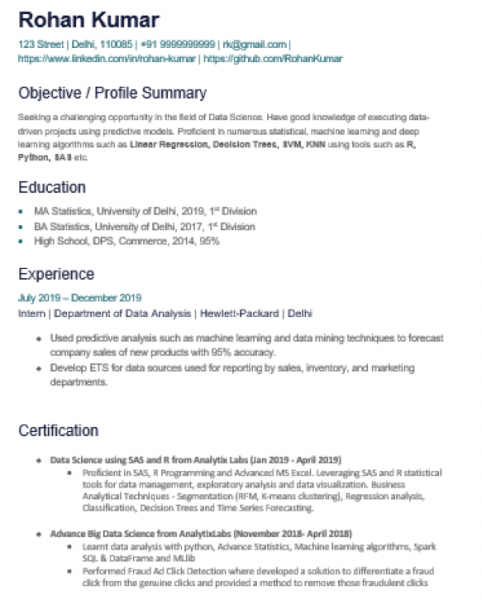 Rohan Kumar
123 Street | Delhi, 110085 | +91 9999999999 | rk@gmail.com |
https://www.linkedin.com/in/rohan-kumar | https://github.com/RohanKumar
Objective / Profile Summary
Seeking a challenging opportunity in the field of Data Science. Have good knowledge of executing data-
driven projects using predictive models. Proficient in numerous statistical, machine learning and deep
learning algorithms such as Linear Regression, Decision Trees, SVM, KNN using tools such as R,
Python, SAS etc.
Education
• MA Statistics, University of Delhi, 2019, 1st Division
• BA Statistics, University of Delhi, 2017, 1st Division
• High School, DPS, Commerce, 2014, 95%
Experience
July 2019 – December 2019
Intern | Department of Data Analysis | Hewlett-Packard | Delhi
Used predictive analysis such as machine learning and data mining techniques to forecast
company sales of new products with 95% accuracy.
Develop ETS for data sources used for reporting by sales, inventory, and marketing
departments.
Certification
Data Science using SAS and R from Analytix Labs (Jan 2019 - April 2019)
Proficient in SAS, R Programming and Advanced MS Excel. Leveraging SAS and R statistical
tools for data management, exploratory analysis and data visualization. Business
Analytical Techniques - Segmentation (RFM, K-means clustering), Regression analysis,
Classification, Decision Trees and Time Series Forecasting.
Advance Big Data Science from AnalytixLabs (November 2018- April 2018)
Learnt data analysis with python, Advance Statistics, Machine learning algorithms, Spark
SQL & DataFrame and MLlib
Performed Fraud Ad Click Detection where developed a solution to differentiate a fraud
click from the genuine clicks and provided a method to remove those fraudulent clicks